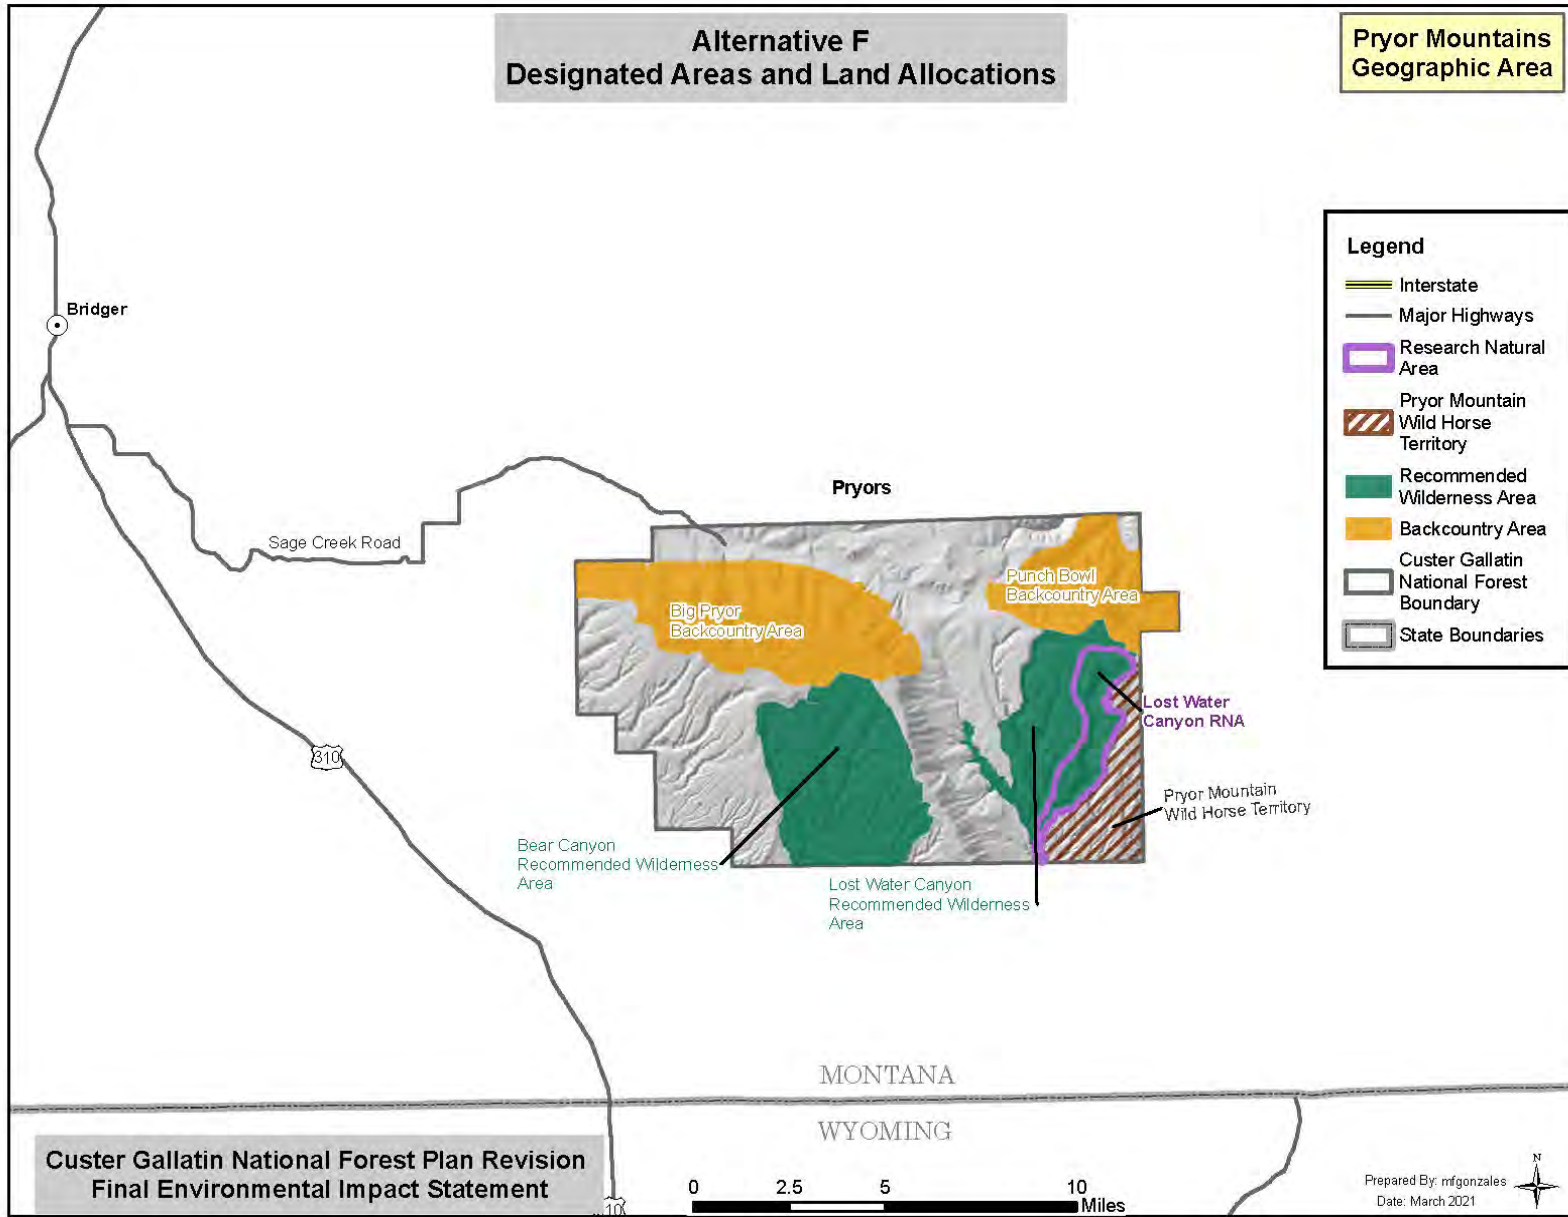 Alternative F
Designated Areas and Land Allocations
Pryor Mountains
Geographic Area
Legend
Interstate
Major Highways
Research Natural
Area
Pryor Mountain
Wild Horse
Territory
Recommended
Wilderness Area
Backcountry Area
Custer Gallatin
National Forest
Boundary
State Boundaries
Bridger
Sage Creek Road
310
Pryors
Big Pryor
Backcountry Area
Punch Bowl
Backcountry Area
Lost Water
Canyon RNA
Pryor Mountain
Wild Horse Territory
Bear Canyon
Recommended Wilderness
Area
Lost Water Canyon
Recommended Wilderness
Area
MONTANA
WYOMING
Custer Gallatin National Forest Plan Revision
Final Environmental Impact Statement
10
0 2.5 5 10
Miles
N
Prepared By: mfgonzales
Date: March 2021